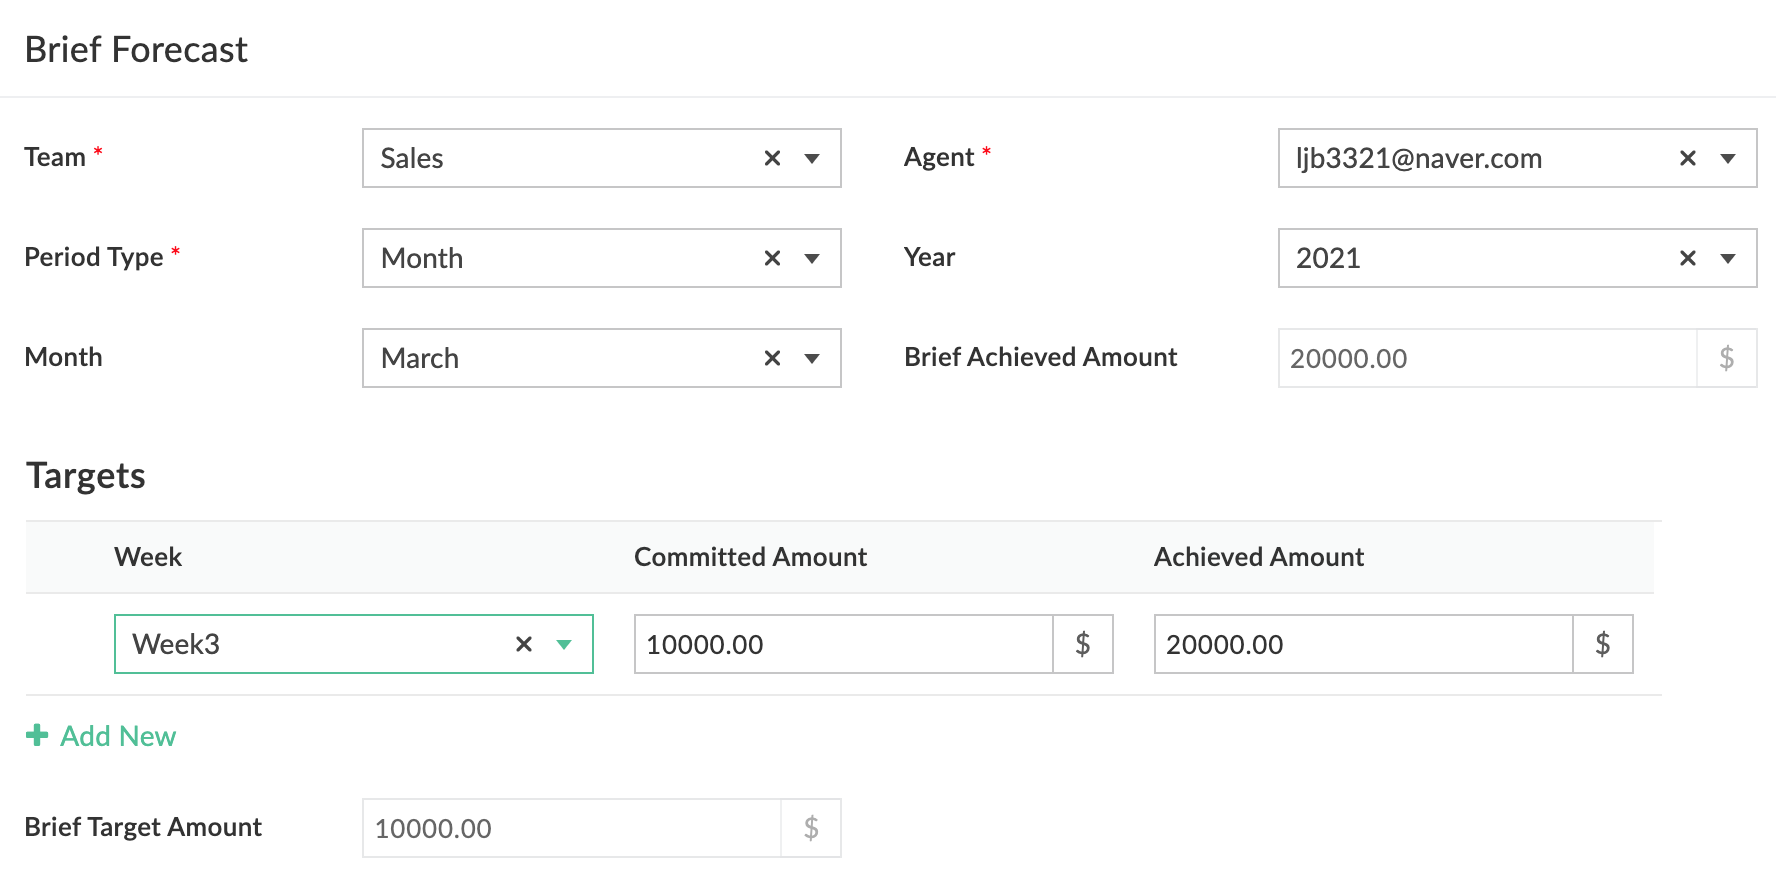 Brief Forecast
Team * Sales Agent * ljb3321@naver.com
Period Type * Month Year 2021
Month March Brief Achieved Amount 20000.00 $
Targets
Week Committed Amount Achieved Amount
Week3 10000.00 $ 20000.00 $
Add New
Brief Target Amount 10000.00 $